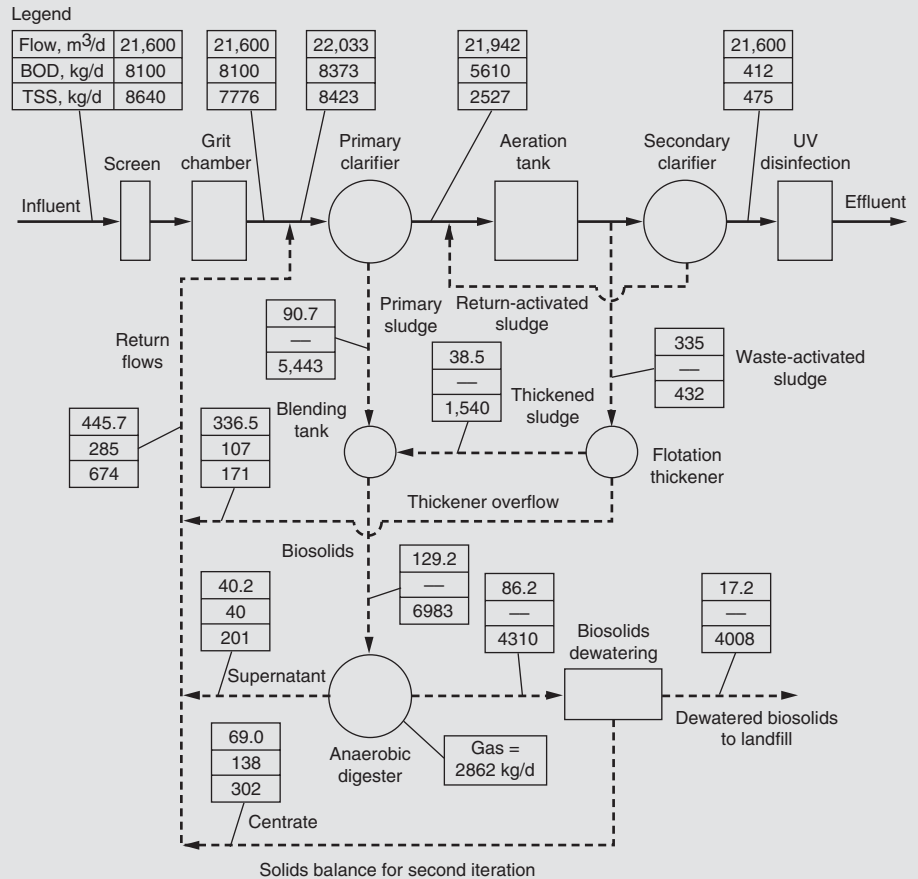 Legend
Flow, m3/d 21,600
BOD, kg/d 8100
TSS, kg/d 8640
21,600
8100
7776
22,033
8373
8423
21,942
5610
2527
21,600
412
475
Screen
Grit
chamber
Primary
clarifier
Aeration
tank
Secondary
clarifier
UV
disinfection
Influent
Effluent
Return
flows
Primary
sludge
Return-activated
sludge
90.7
—
5,443
38.5
—
1,540
335
—
432
Waste-activated
sludge
Thickened
sludge
Blending
tank
Flotation
thickener
445.7
285
674
336.5
107
171
Thickener overflow
Biosolids
129.2
—
6983
40.2
40
201
86.2
—
4310
17.2
—
4008
Biosolids
dewatering
Supernatant
Dewatered biosolids
to landfill
Anaerobic
digester
Gas =
2862 kg/d
69.0
138
302
Centrate
Solids balance for second iteration